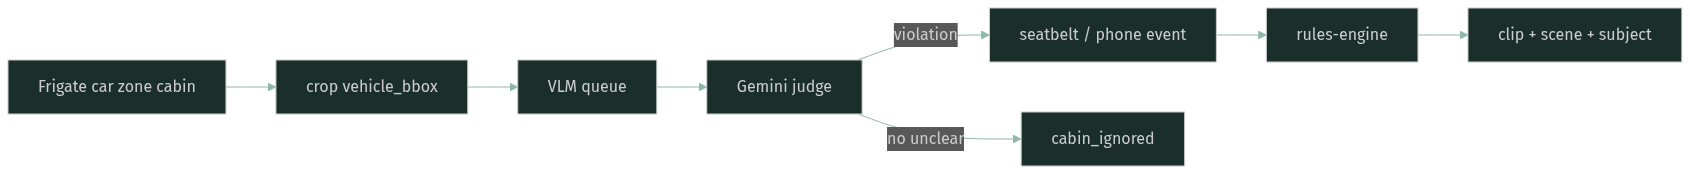 Frigate car zone cabin
crop vehicle_bbox
VLM queue
Gemini judge
violation
seatbelt / phone event
rules-engine
clip + scene + subject
no unclear
cabin_ignored